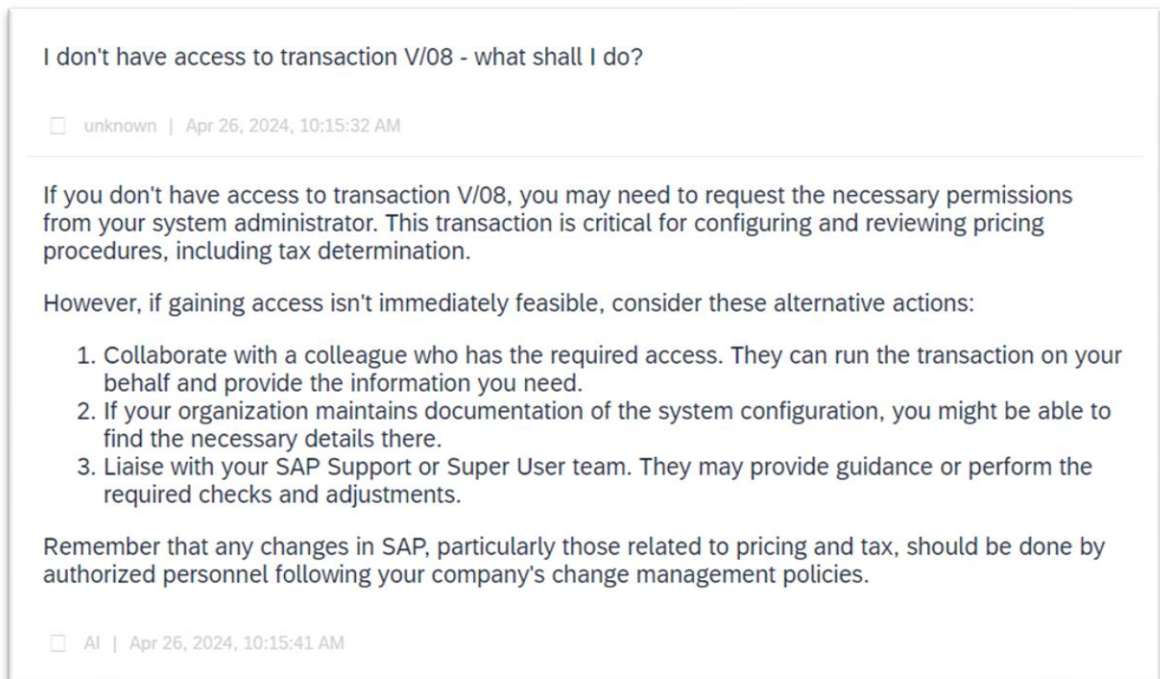 I don't have access to transaction V/08 - what shall I do?
unknown | Apr 26, 2024, 10:15:32 AM
If you don't have access to transaction V/08, you may need to request the necessary permissions
from your system administrator. This transaction is critical for configuring and reviewing pricing
procedures, including tax determination.
However, if gaining access isn't immediately feasible, consider these alternative actions:
1. Collaborate with a colleague who has the required access. They can run the transaction on your
behalf and provide the information you need.
2. If your organization maintains documentation of the system configuration, you might be able to
find the necessary details there.
3. Liaise with your SAP Support or Super User team. They may provide guidance or perform the
required checks and adjustments.
Remember that any changes in SAP, particularly those related to pricing and tax, should be done by
authorized personnel following your company's change management policies.
AI | Apr 26, 2024, 10:15:41 AM